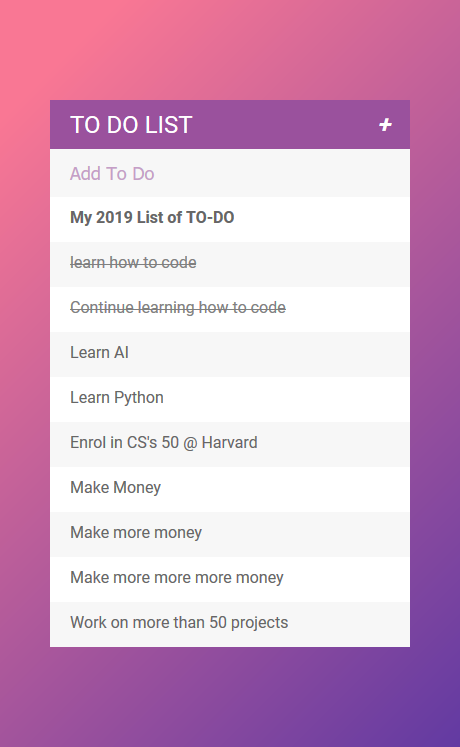 TO DO LIST +
Add To Do
My 2019 List of TO-DO
learn how to code
Continue learning how to code
Learn AI
Learn Python
Enrol in CS's 50 @ Harvard
Make Money
Make more money
Make more more more money
Work on more than 50 projects